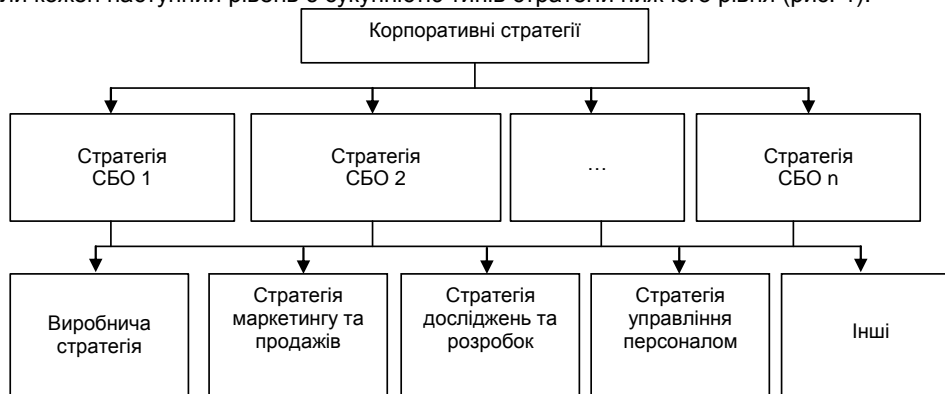 кожен наступний рівень є сукупністю типів стратегій нижчого рівня (рис. 1).
Корпоративні стратегії
Стратегія
СБО 1
Стратегія
СБО 2
…
Стратегія
СБО n
Виробнича
стратегія
Стратегія
маркетингу та
продажів
Стратегія
досліджень та
розробок
Стратегія
управління
персоналом
Інші